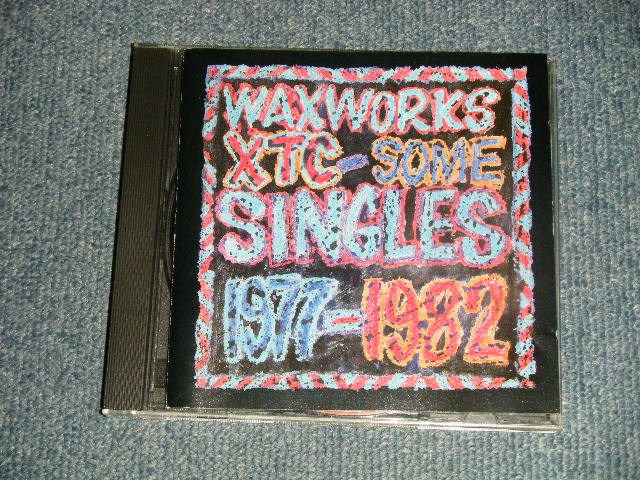 WAXWORKS
XTC-SOME
SINGLES
1977=1982